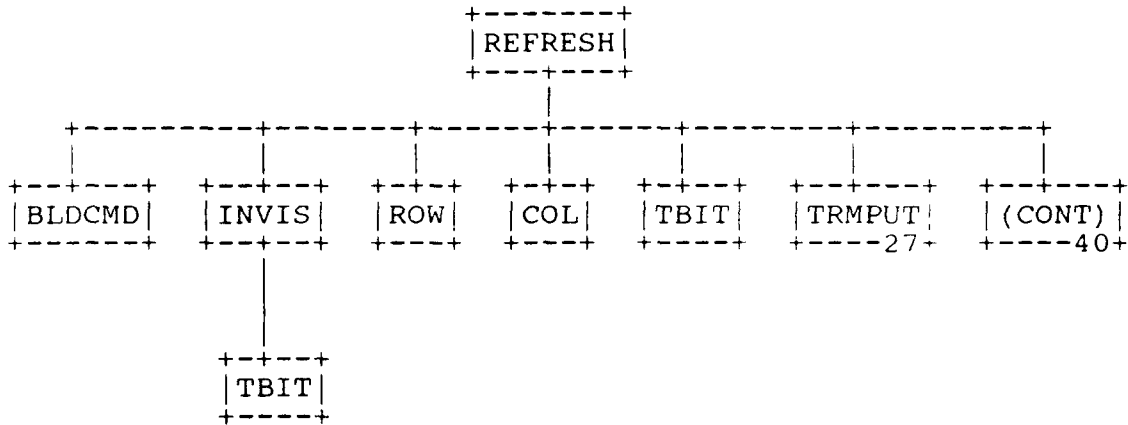 REFRESH
BLDCMD INVIS ROW COL TBIT TRMPUT (CONT)
27 40
TBIT